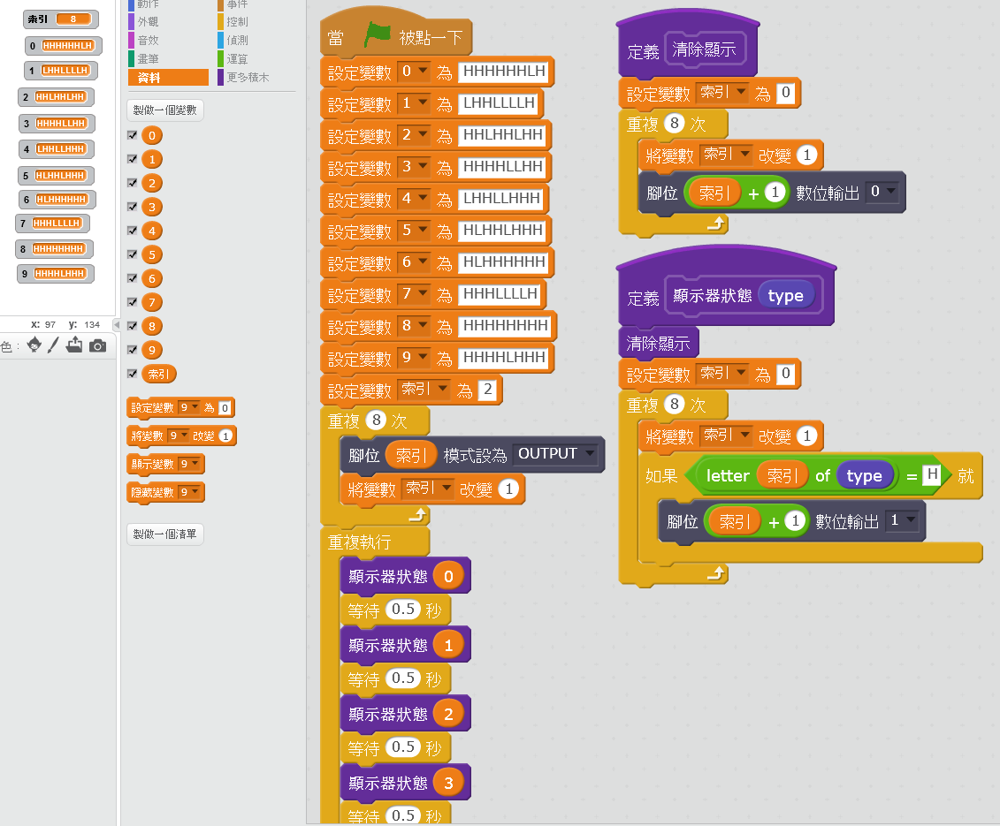 索引 8
0 HHHHHHLH
1 LHHLLLLH
2 HHLHHLHH
3 HHHHLLHH
4 LHHLLHHH
5 HLHHLHHH
6 HLHHHHHH
7 HHHLLLLH
8 HHHHHHHH
9 HHHHLHHH
x: 97 y: 134
色：
動作 事件
外觀 控制
音效 偵測
畫筆 運算
資料 更多積木
製做一個變數
0
1
2
3
4
5
6
7
8
9
索引
設定變數 9 為 0
將變數 9 改變 1
顯示變數 9
隱藏變數 9
製做一個清單
當 被點一下
設定變數 0 為 HHHHHHLH
設定變數 1 為 LHHLLLLH
設定變數 2 為 HHLHHLHH
設定變數 3 為 HHHHLLHH
設定變數 4 為 LHHLLHHH
設定變數 5 為 HLHHLHHH
設定變數 6 為 HLHHHHHH
設定變數 7 為 HHHLLLLH
設定變數 8 為 HHHHHHHH
設定變數 9 為 HHHHLHHH
設定變數 索引 為 2
重複 8 次
腳位 索引 模式設為 OUTPUT
將變數 索引 改變 1
重複執行
顯示器狀態 0
等待 0.5 秒
顯示器狀態 1
等待 0.5 秒
顯示器狀態 2
等待 0.5 秒
顯示器狀態 3
等待 0.5 秒
定義 清除顯示
設定變數 索引 為 0
重複 8 次
將變數 索引 改變 1
腳位 索引 + 1 數位輸出 0
定義 顯示器狀態 type
清除顯示
設定變數 索引 為 0
重複 8 次
將變數 索引 改變 1
如果 letter 索引 of type = H 就
腳位 索引 + 1 數位輸出 1